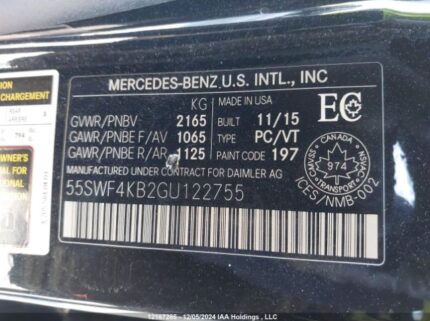 MERCEDES-BENZ U.S. INTL., INC
KG MADE IN USA
GVWR/PNBV 2165 BUILT 11/15
GAWR/PNBE F/AV 1065 TYPE PC/VT
GAWR/PNBE R/AR 1125 PAINT CODE 197
MANUFACTURED UNDER CONTRACT FOR DAIMLER AG
55SWF4KB2GU122755
EC
CANADA
974
TRANSPORT
ICES/NMB-002
CHARGEMENT
OWNER'S
12/05/2024 IAA Holdings , LLC